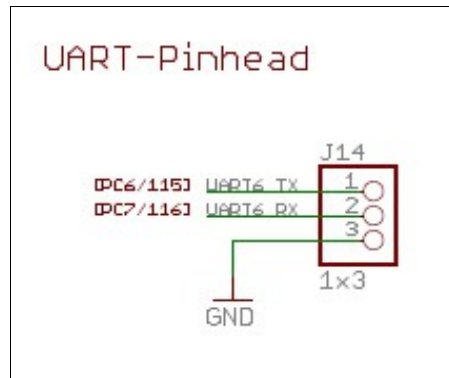 UART-Pinhead
J14
[PC6/115] UART6_TX 1
[PC7/116] UART6_RX 2
3
1x3
GND